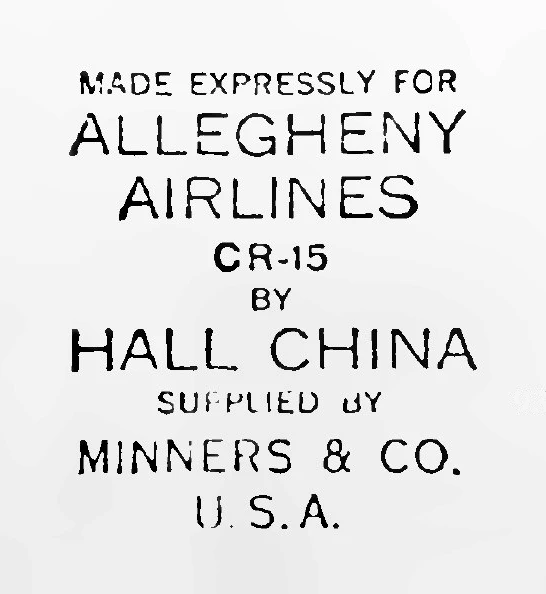 MADE EXPRESSLY FOR
ALLEGHENY
AIRLINES
CR-15
BY
HALL CHINA
SUPPLIED BY
MINNERS & CO.
U.S.A.